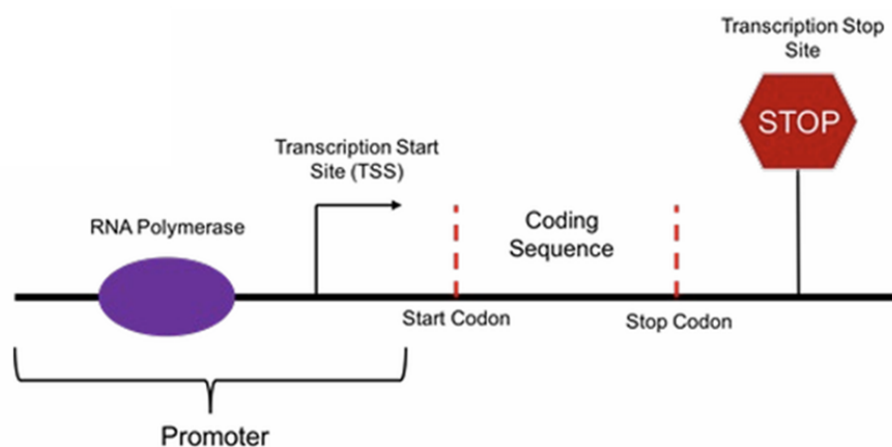 Transcription Stop
Site
STOP
Transcription Start
Site (TSS)
RNA Polymerase
Coding
Sequence
Start Codon
Stop Codon
Promoter